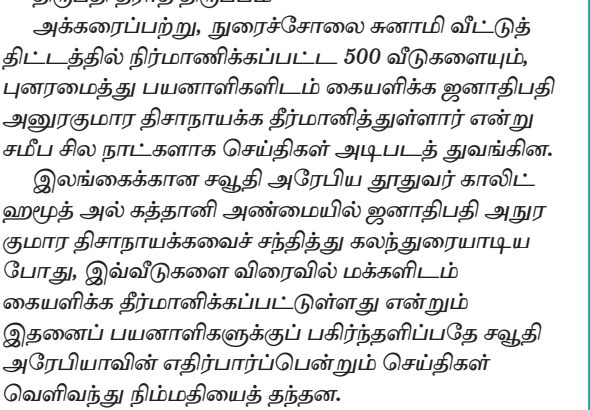 அக்கரைப்பற்று, நுரைச்சோலை சுனாமி வீட்டுத்
திட்டத்தில் நிர்மாணிக்கப்பட்ட 500 வீடுகளையும்,
புனரமைத்து பயனாளிகளிடம் கையளிக்க ஜனாதிபதி
அனுரகுமார திசாநாயக்க தீர்மானித்துள்ளார் என்று
சமீப சில நாட்களாக செய்திகள் அடிபடத் துவங்கின.
இலங்கைக்கான சவூதி அரேபிய தூதுவர் காலிட்
ஹமூத் அல் கத்தானி அண்மையில் ஜனாதிபதி அநுர
குமார திசாநாயக்கவைச் சந்தித்து கலந்துரையாடிய
போது, இவ்வீடுகளை விரைவில் மக்களிடம்
கையளிக்க தீர்மானிக்கப்பட்டுள்ளது என்றும்
இதனைப் பயனாளிகளுக்குப் பகிர்ந்தளிப்பதே சவூதி
அரேபியாவின் எதிர்பார்ப்பென்றும் செய்திகள்
வெளிவந்து நிம்மதியைத் தந்தன.